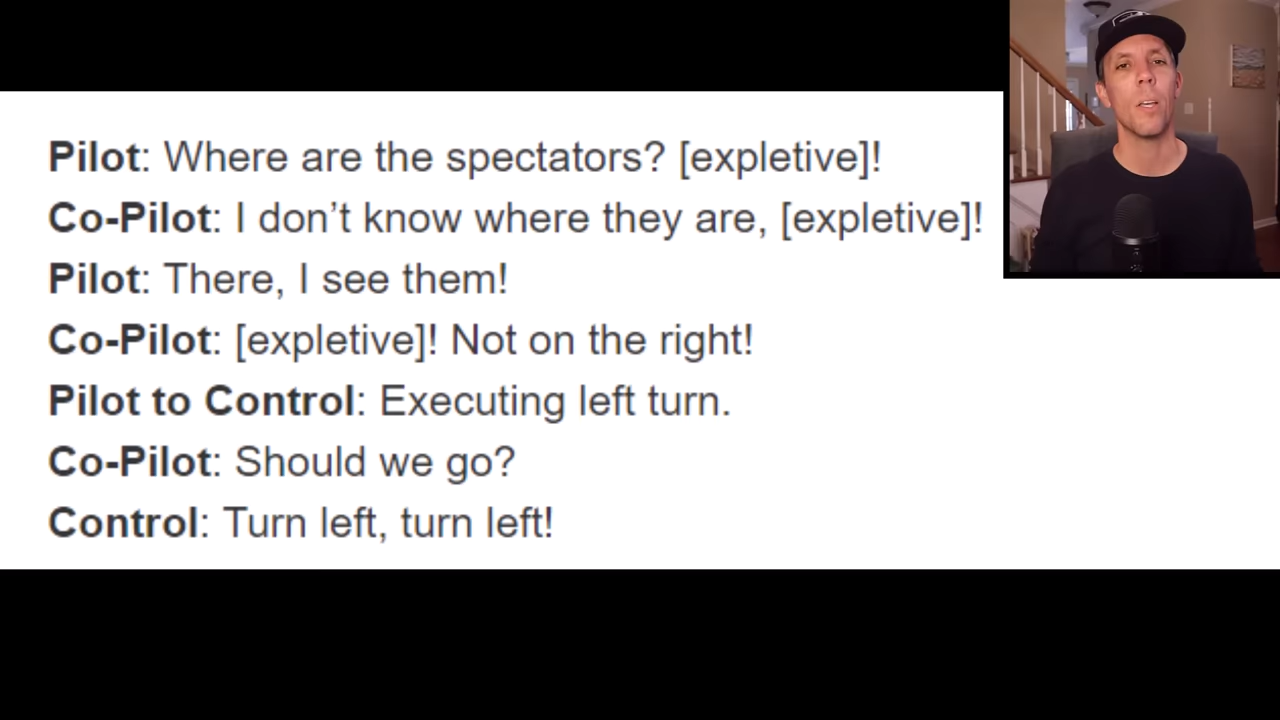 Pilot: Where are the spectators? [expletive]!
Co-Pilot: I don’t know where they are, [expletive]!
Pilot: There, I see them!
Co-Pilot: [expletive]! Not on the right!
Pilot to Control: Executing left turn.
Co-Pilot: Should we go?
Control: Turn left, turn left!